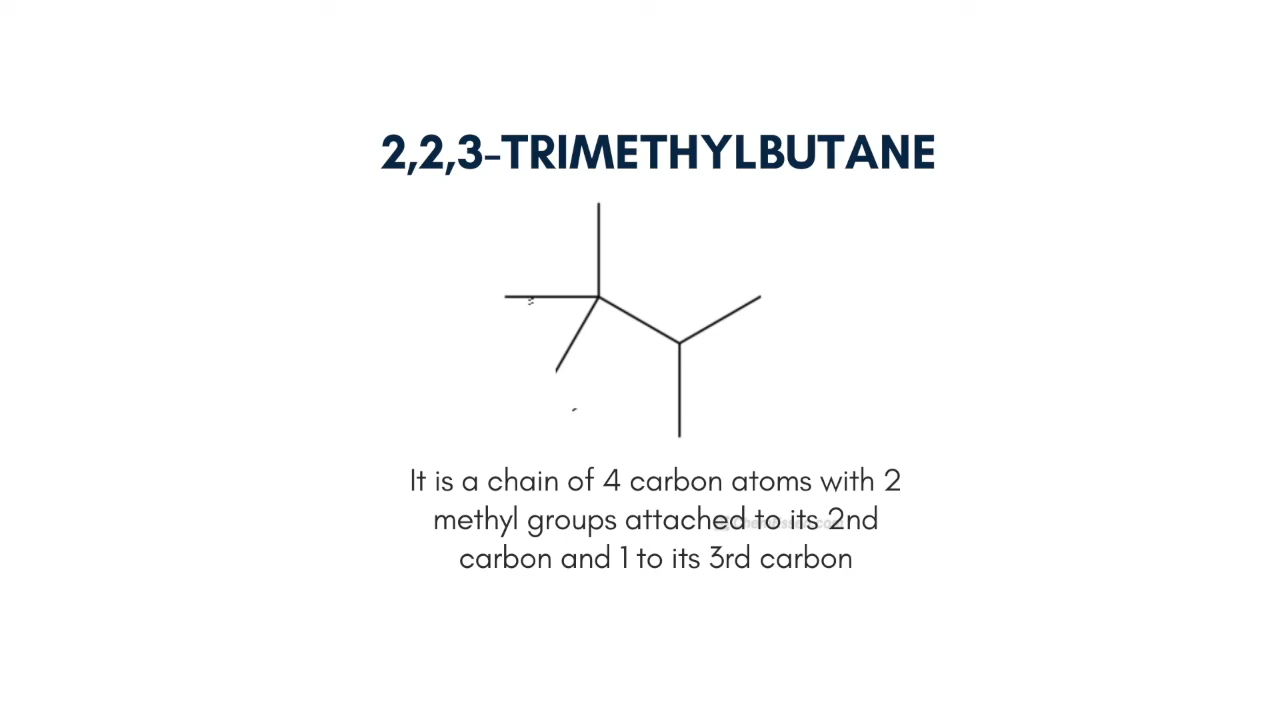 2,2,3-TRIMETHYLBUTANE
It is a chain of 4 carbon atoms with 2
methyl groups attached to its 2nd
carbon and 1 to its 3rd carbon